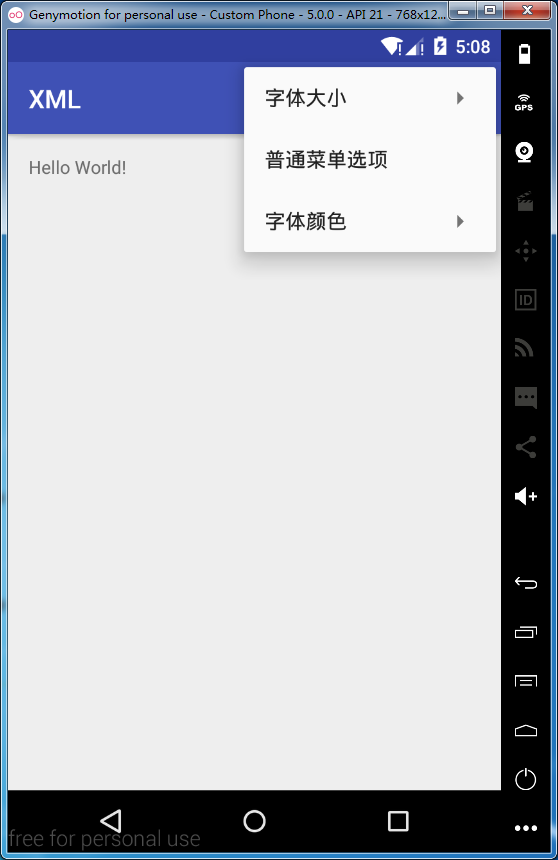 Genymotion for personal use - Custom Phone - 5.0.0 - API 21 - 768x12...
5:08
XML
Hello World!
字体大小
普通菜单选项
字体颜色
GPS
ID
free for personal use